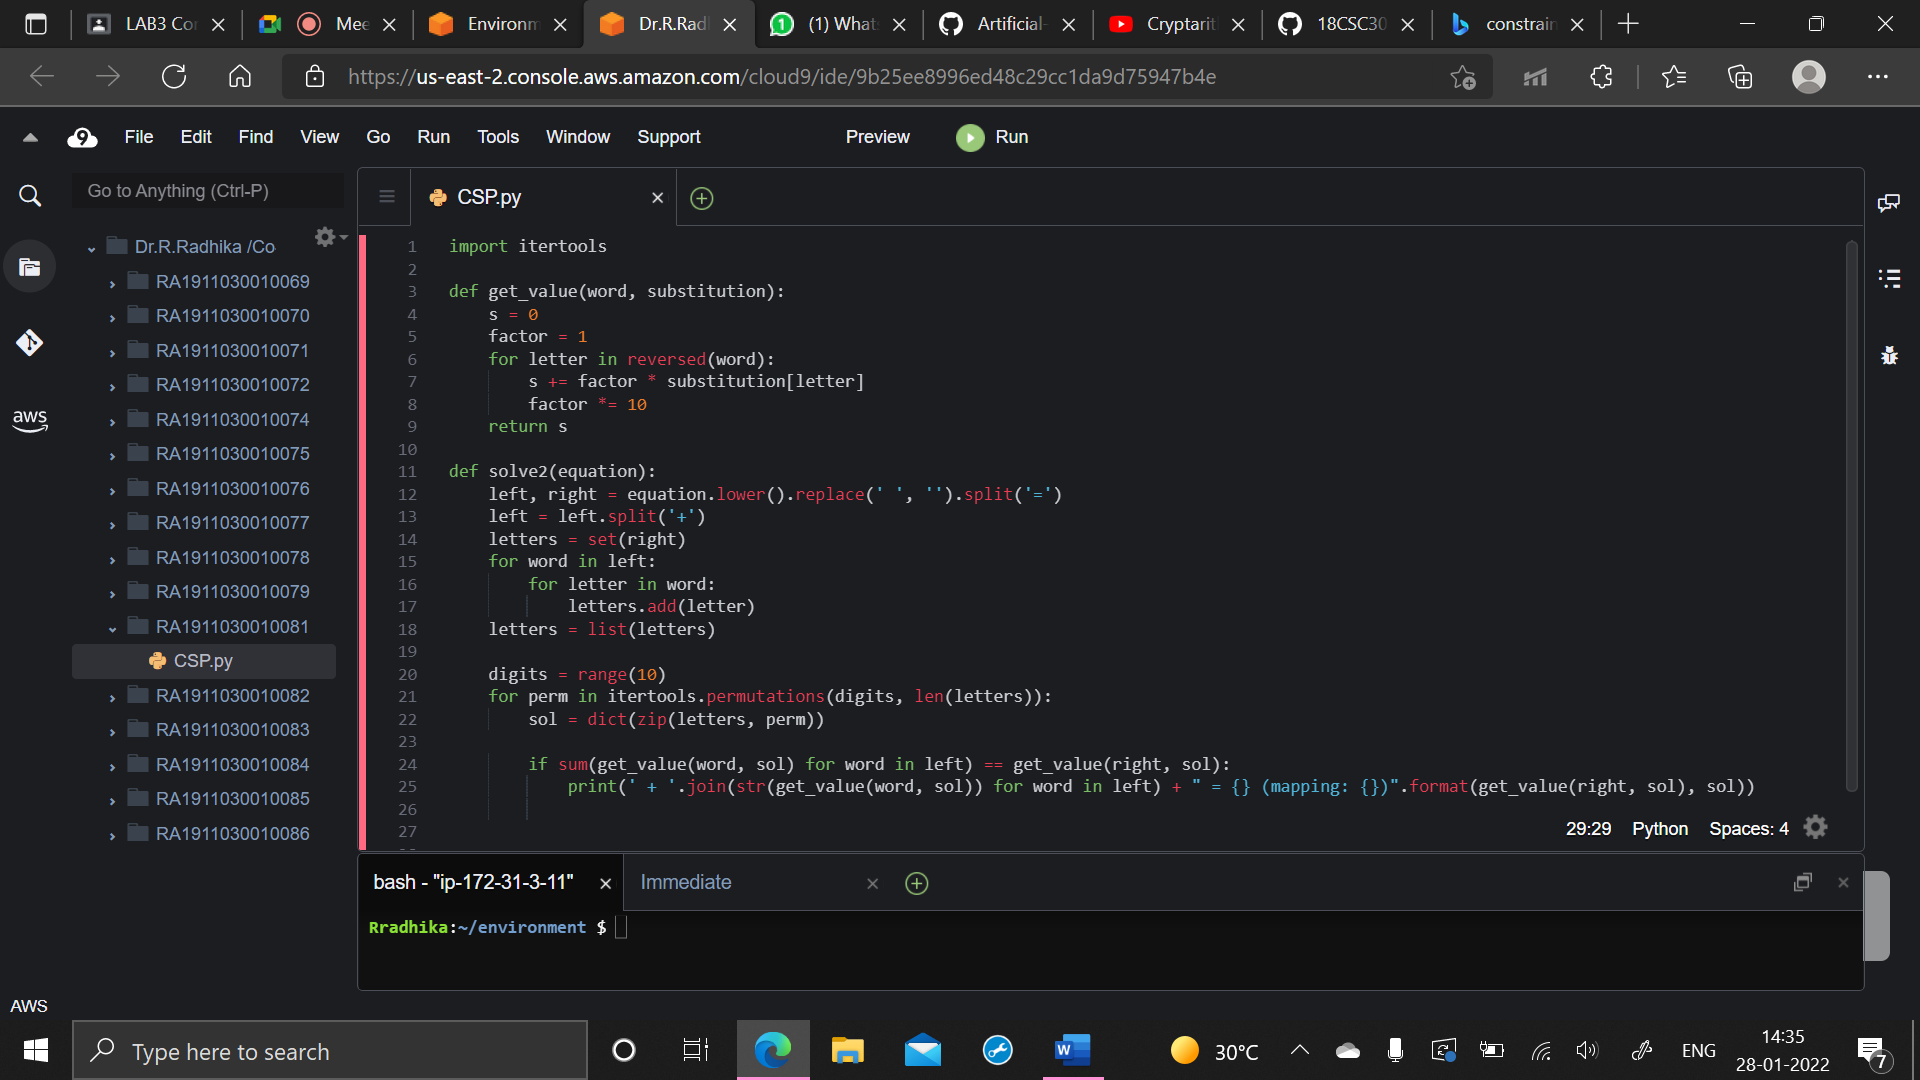 LAB3 Co
Mee
Environm
Dr.R.Rad
(1) What
Artificial-
Cryptarit
18CSC30
constrain
https://us-east-2.console.aws.amazon.com/cloud9/ide/9b25ee8996ed48c29cc1da9d75947b4e
9 File Edit Find View Go Run Tools Window Support Preview Run
Go to Anything (Ctrl-P)
CSP.py
aws
Dr.R.Radhika /Co
RA1911030010069
RA1911030010070
RA1911030010071
RA1911030010072
RA1911030010074
RA1911030010075
RA1911030010076
RA1911030010077
RA1911030010078
RA1911030010079
RA1911030010081
CSP.py
RA1911030010082
RA1911030010083
RA1911030010084
RA1911030010085
RA1911030010086
1 import itertools
2
3 def get_value(word, substitution):
4     s = 0
5     factor = 1
6     for letter in reversed(word):
7         s += factor * substitution[letter]
8         factor *= 10
9     return s
10
11 def solve2(equation):
12     left, right = equation.lower().replace(' ', '').split('=')
13     left = left.split('+')
14     letters = set(right)
15     for word in left:
16         for letter in word:
17             letters.add(letter)
18     letters = list(letters)
19
20     digits = range(10)
21     for perm in itertools.permutations(digits, len(letters)):
22         sol = dict(zip(letters, perm))
23
24         if sum(get_value(word, sol) for word in left) == get_value(right, sol):
25             print(' + '.join(str(get_value(word, sol)) for word in left) + " = {} (mapping: {})".format(get_value(right, sol), sol))
26
27
29:29 Python Spaces: 4
bash - "ip-172-31-3-11" Immediate
Rradhika:~/environment $
AWS
Type here to search
W
30°C
ENG
14:35
28-01-2022
7